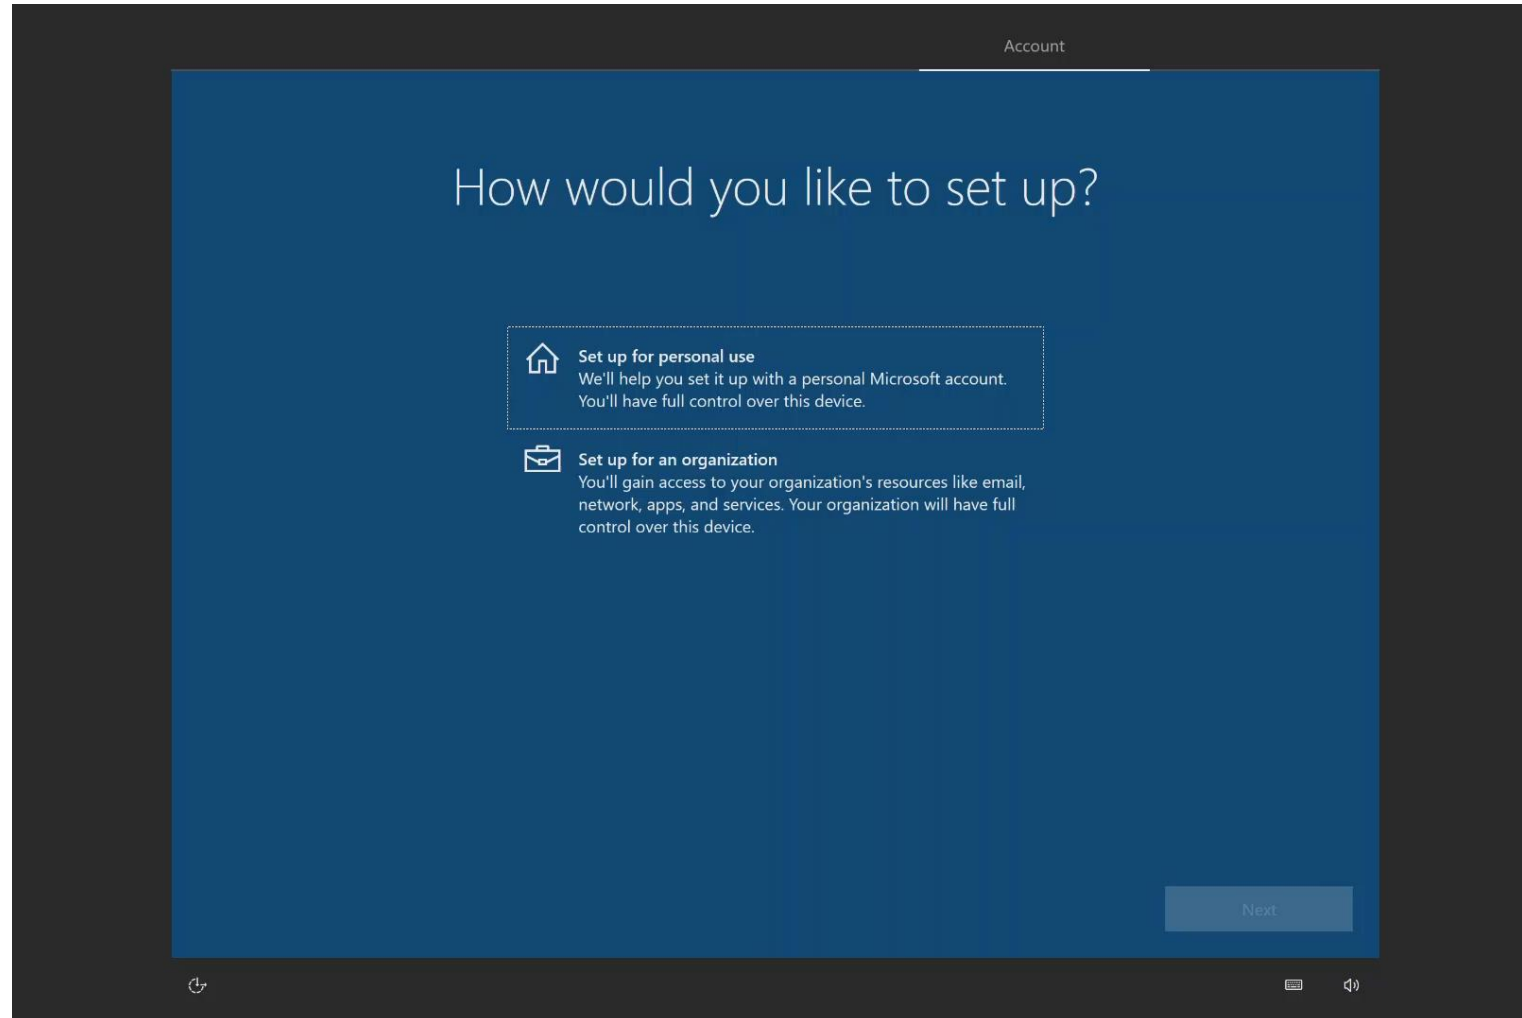 Account
How would you like to set up?
Set up for personal use
We'll help you set it up with a personal Microsoft account.
You'll have full control over this device.
Set up for an organization
You'll gain access to your organization's resources like email,
network, apps, and services. Your organization will have full
control over this device.
Next